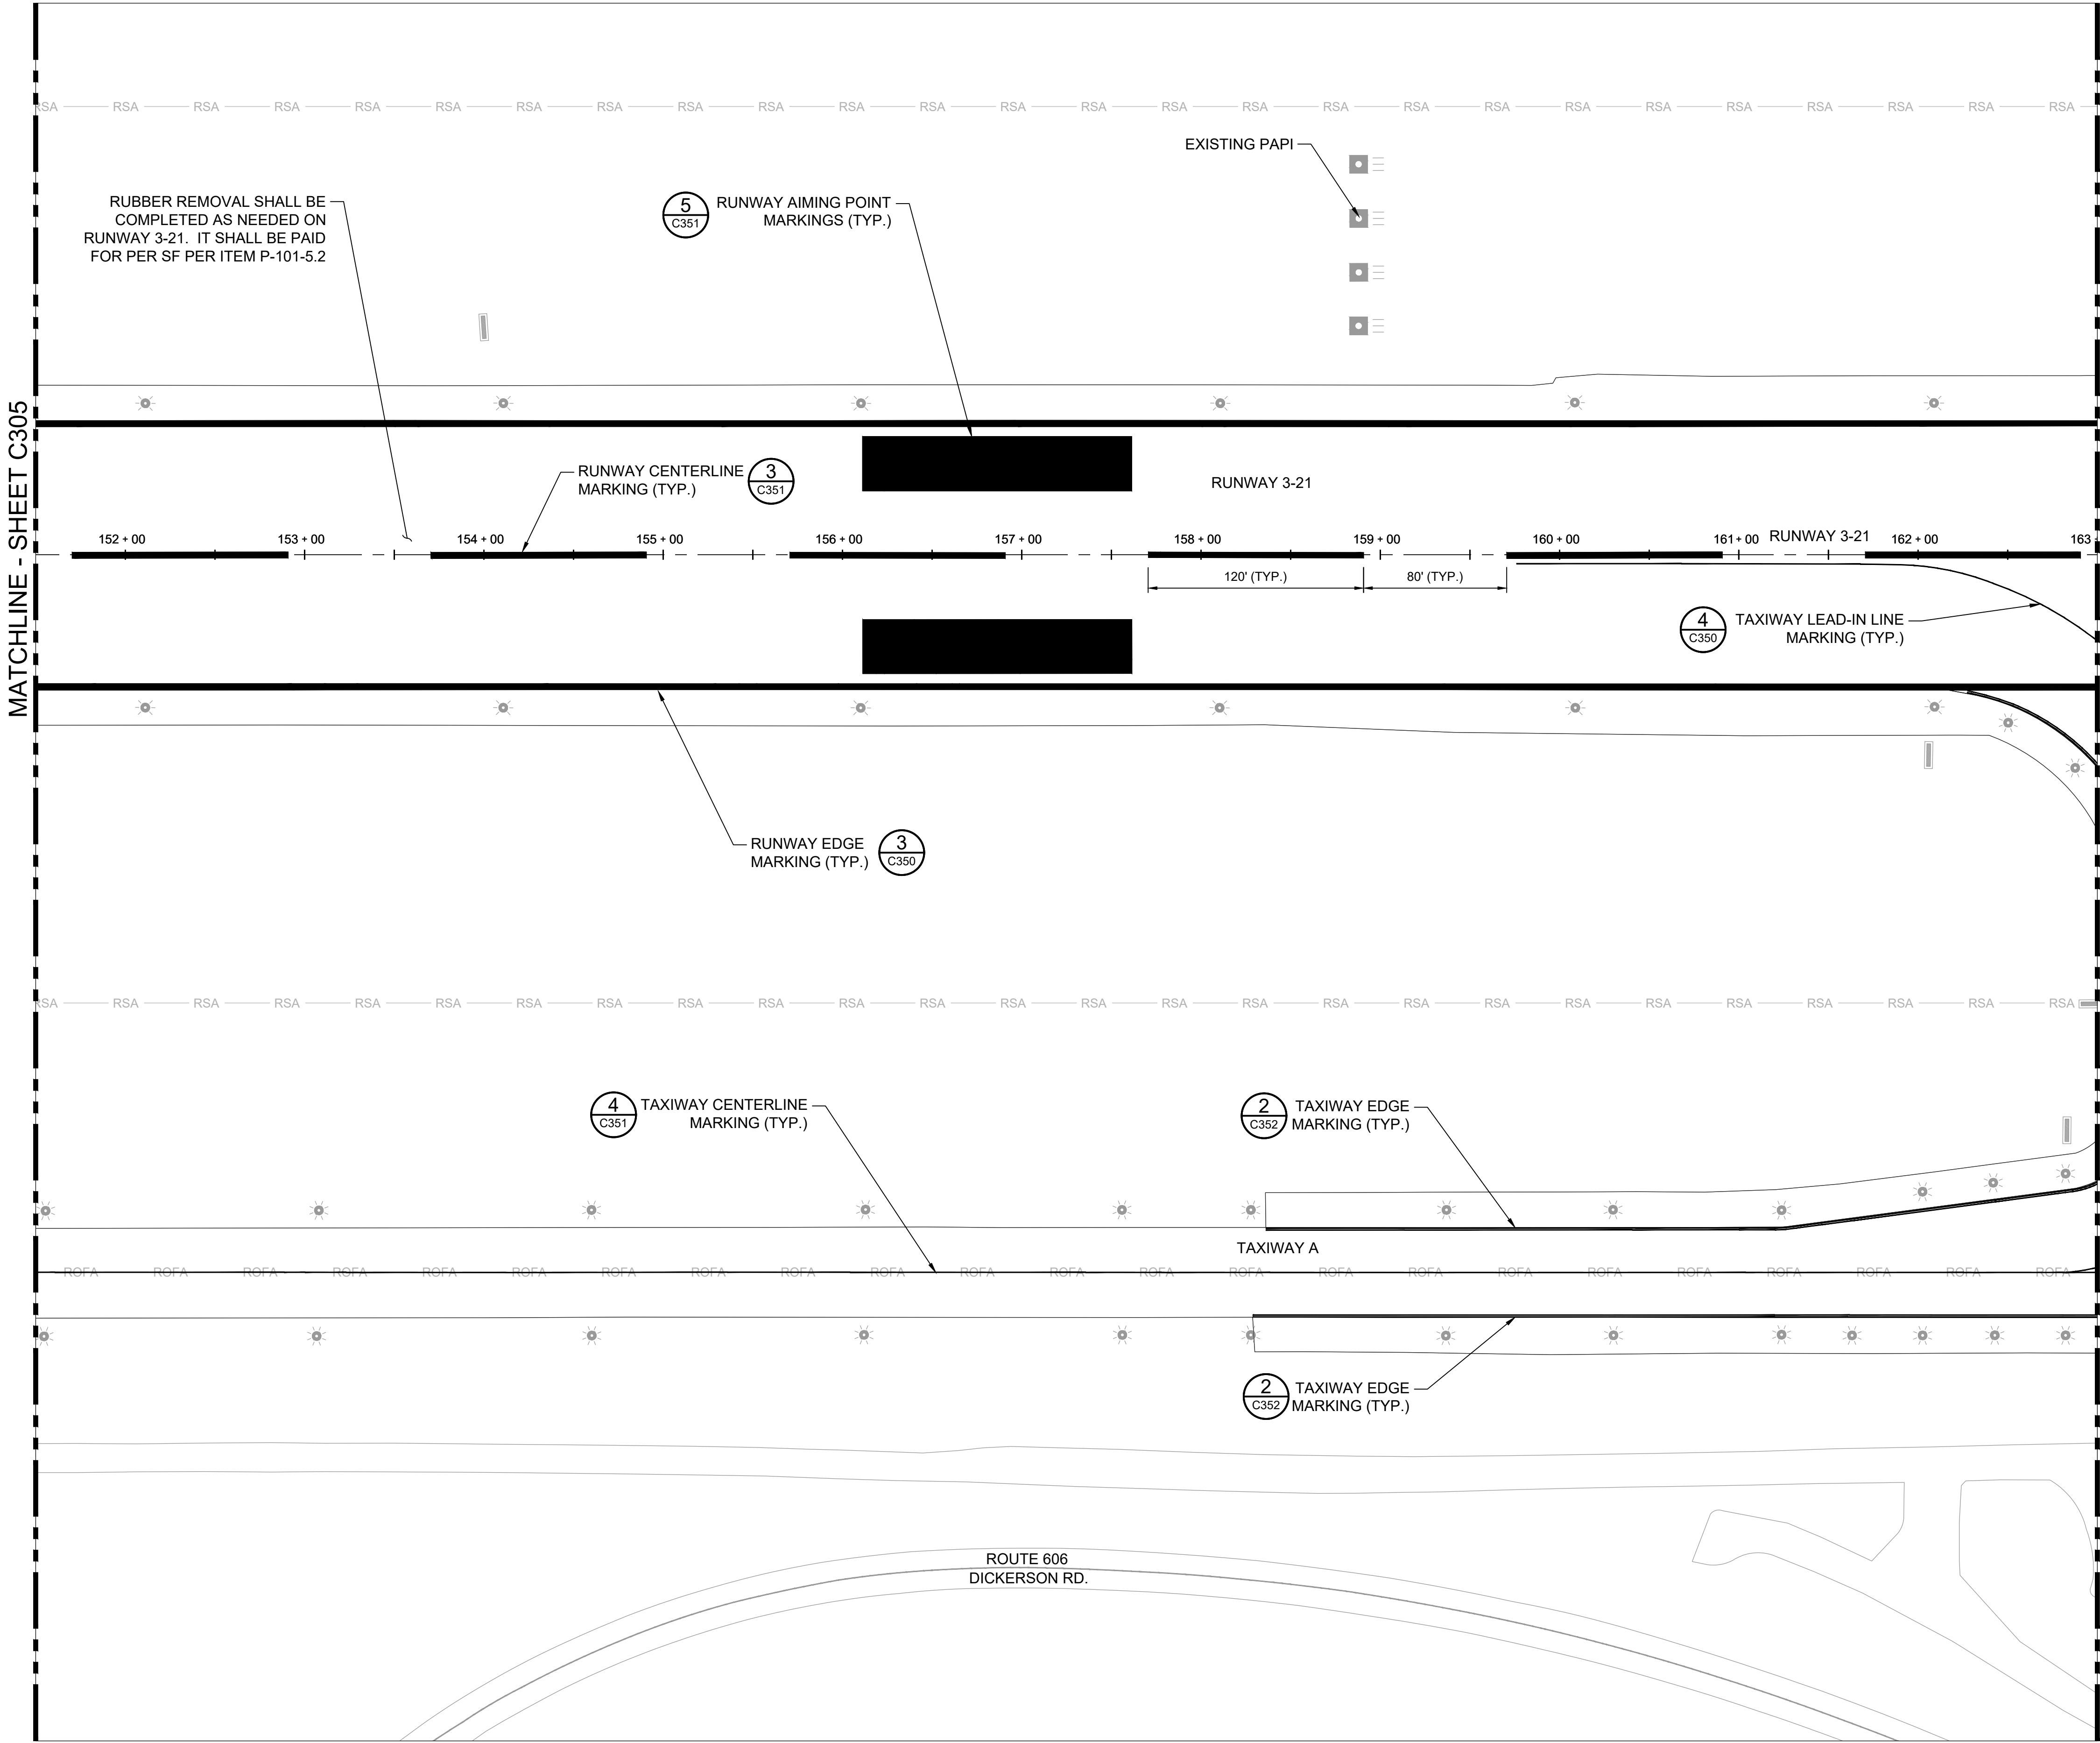 RSA RSA RSA RSA RSA RSA RSA RSA RSA RSA RSA RSA RSA RSA RSA RSA RSA RSA RSA RSA RSA RSA RSA RSA RSA RSA
EXISTING PAPI
RUBBER REMOVAL SHALL BE
COMPLETED AS NEEDED ON
RUNWAY 3-21. IT SHALL BE PAID
FOR PER SF PER ITEM P-101-5.2
5
C351
RUNWAY AIMING POINT
MARKINGS (TYP.)
MATCHLINE - SHEET C305
RUNWAY CENTERLINE
MARKING (TYP.)
3
C351
RUNWAY 3-21
152 + 00 153 + 00 154 + 00 155 + 00 156 + 00 157 + 00 158 + 00 159 + 00 160 + 00 161 + 00 RUNWAY 3-21 162 + 00 163
120' (TYP.) 80' (TYP.)
4
C350
TAXIWAY LEAD-IN LINE
MARKING (TYP.)
RUNWAY EDGE
MARKING (TYP.)
3
C350
RSA RSA RSA RSA RSA RSA RSA RSA RSA RSA RSA RSA RSA RSA RSA RSA RSA RSA RSA RSA RSA RSA RSA RSA RSA RSA
4
C351
TAXIWAY CENTERLINE
MARKING (TYP.)
2
C352
TAXIWAY EDGE
MARKING (TYP.)
TAXIWAY A
ROFA ROFA ROFA ROFA ROFA ROFA ROFA ROFA ROFA ROFA ROFA ROFA ROFA ROFA ROFA ROFA ROFA ROFA ROFA ROFA ROFA ROFA ROFA
2
C352
TAXIWAY EDGE
MARKING (TYP.)
ROUTE 606
DICKERSON RD.